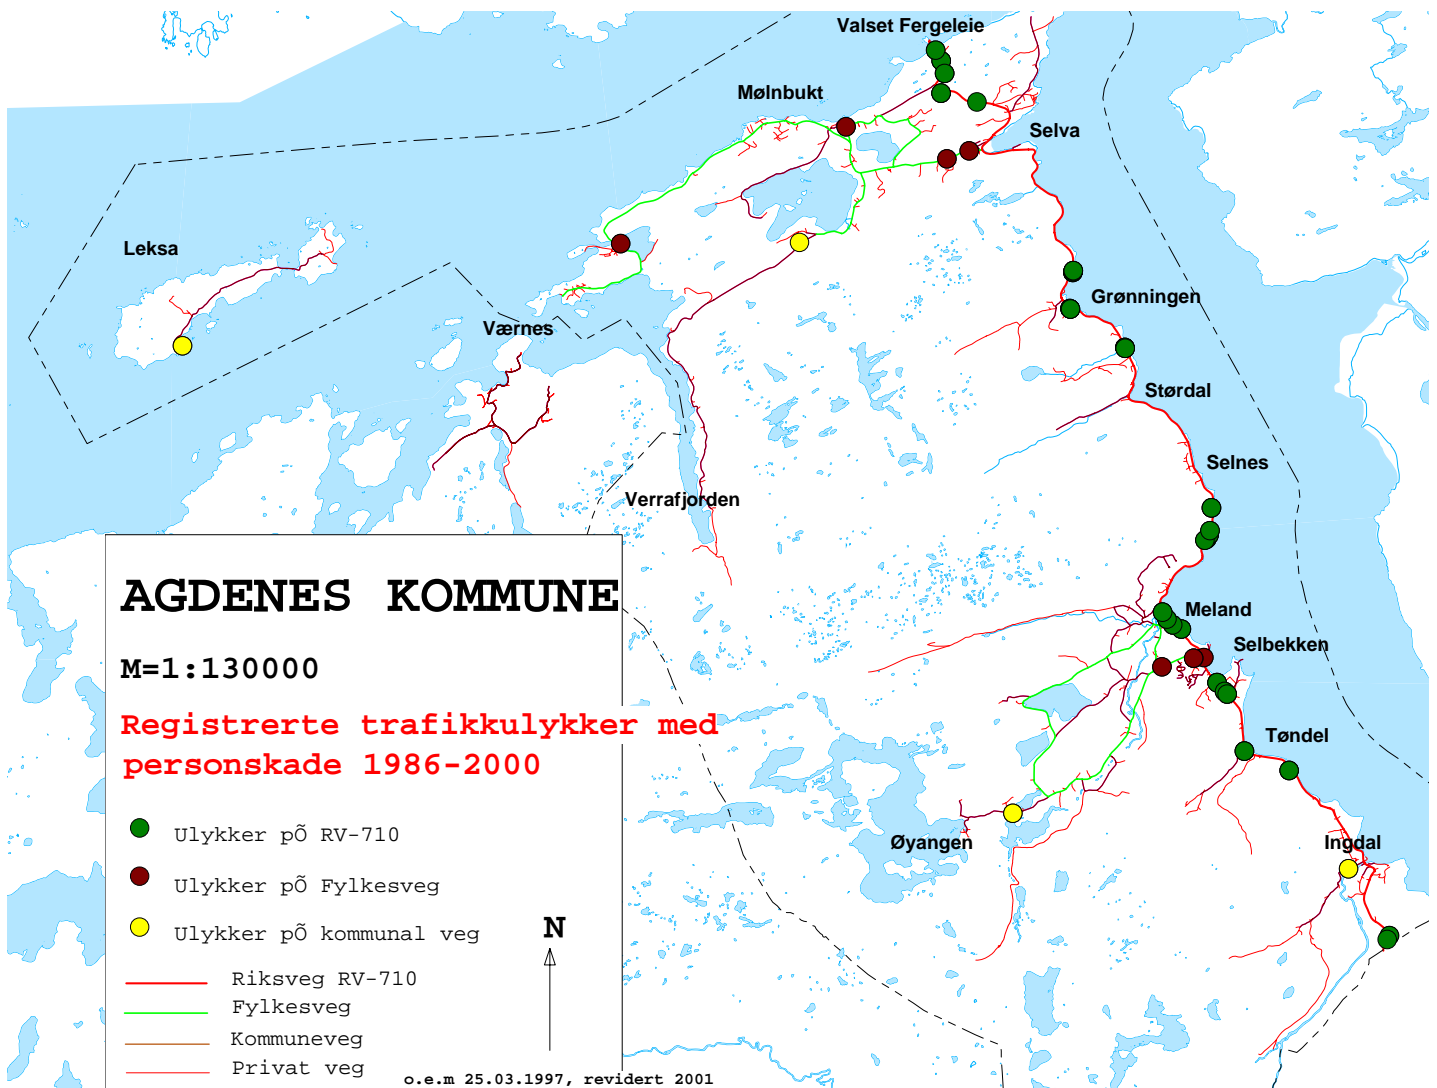 Valset Fergeleie
Mølnbukt
Selva
Leksa
Grønningen
Værnes
Størdal
Selnes
Verrafjorden
Meland
Selbekken
Tøndel
Øyangen
Ingdal
AGDENES KOMMUNE
M=1:130000
Registrerte trafikkulykker med
personskade 1986-2000
Ulykker pÕ RV-710
Ulykker pÕ Fylkesveg
Ulykker pÕ kommunal veg
N
Riksveg RV-710
Fylkesveg
Kommuneveg
Privat veg
o.e.m 25.03.1997, revidert 2001